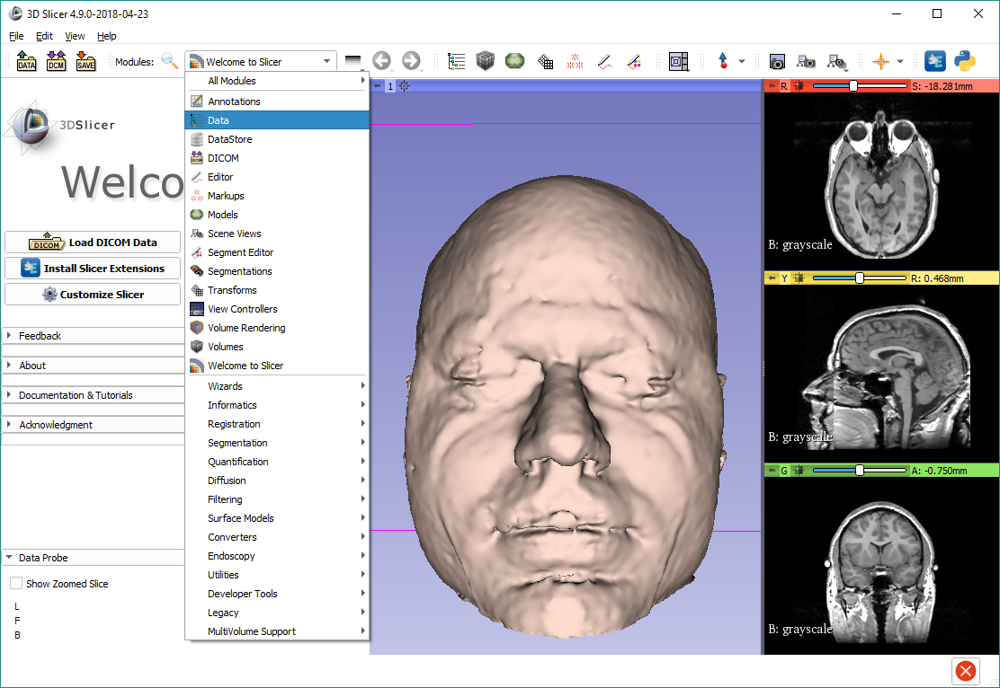 3D Slicer 4.9.0-2018-04-23
File Edit View Help
DATA DCM SAVE Modules: Welcome to Slicer
All Modules
Annotations
Data
DataStore
DICOM
Editor
Markups
Models
Scene Views
Segment Editor
Segmentations
Transforms
View Controllers
Volume Rendering
Volumes
Welcome to Slicer
Wizards
Informatics
Registration
Segmentation
Quantification
Diffusion
Filtering
Surface Models
Converters
Endoscopy
Utilities
Developer Tools
Legacy
MultiVolume Support
3DSlicer
Welco
DICOM Load DICOM Data
Install Slicer Extensions
Customize Slicer
Feedback
About
Documentation & Tutorials
Acknowledgment
Data Probe
Show Zoomed Slice
L
F
B
1
R S: -18.281mm
B: grayscale
Y R: 0.468mm
B: grayscale
G A: -0.750mm
B: grayscale